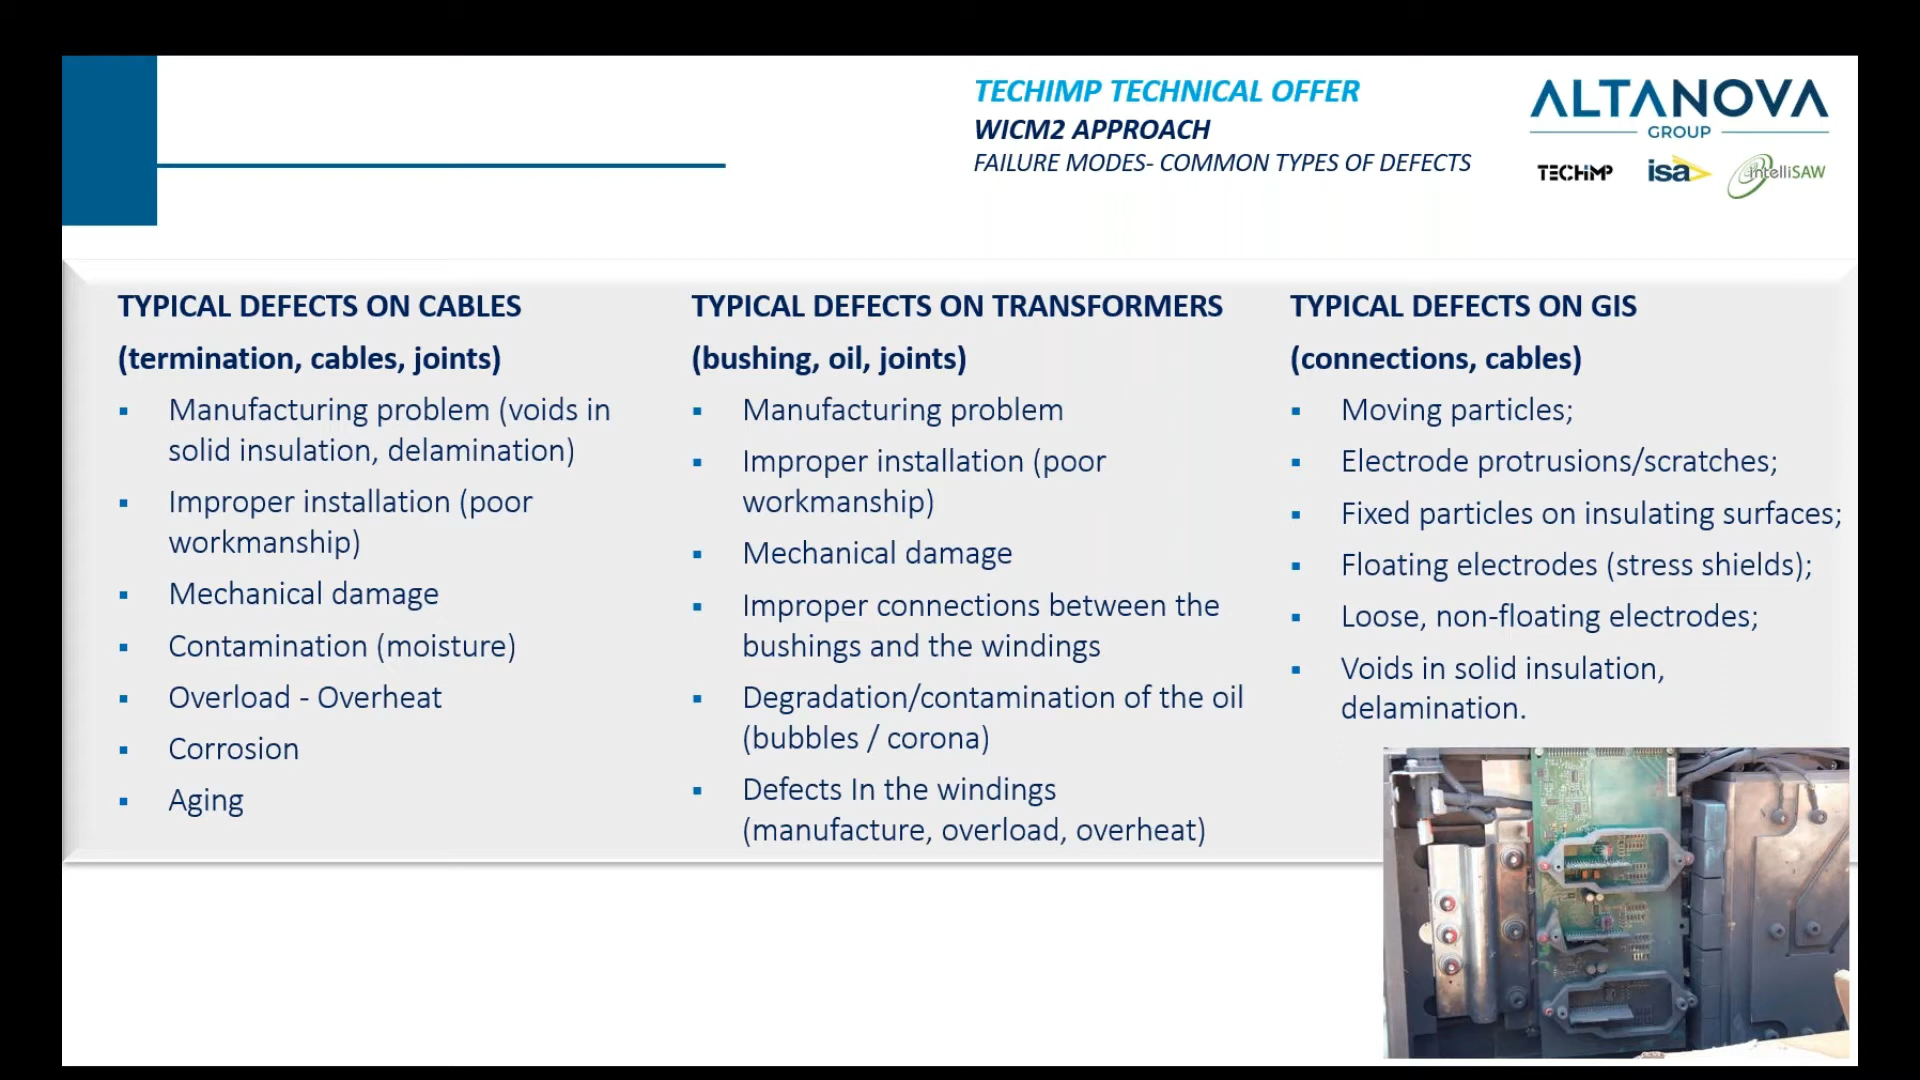 TECHIMP TECHNICAL OFFER
WICM2 APPROACH
FAILURE MODES- COMMON TYPES OF DEFECTS
ALTANOVA
GROUP
TECHIMP
isa
intelliSAW
TYPICAL DEFECTS ON CABLES
(termination, cables, joints)
▪ Manufacturing problem (voids in
solid insulation, delamination)
▪ Improper installation (poor
workmanship)
▪ Mechanical damage
▪ Contamination (moisture)
▪ Overload - Overheat
▪ Corrosion
▪ Aging
TYPICAL DEFECTS ON TRANSFORMERS
(bushing, oil, joints)
▪ Manufacturing problem
▪ Improper installation (poor
workmanship)
▪ Mechanical damage
▪ Improper connections between the
bushings and the windings
▪ Degradation/contamination of the oil
(bubbles / corona)
▪ Defects In the windings
(manufacture, overload, overheat)
TYPICAL DEFECTS ON GIS
(connections, cables)
▪ Moving particles;
▪ Electrode protrusions/scratches;
▪ Fixed particles on insulating surfaces;
▪ Floating electrodes (stress shields);
▪ Loose, non-floating electrodes;
▪ Voids in solid insulation,
delamination.